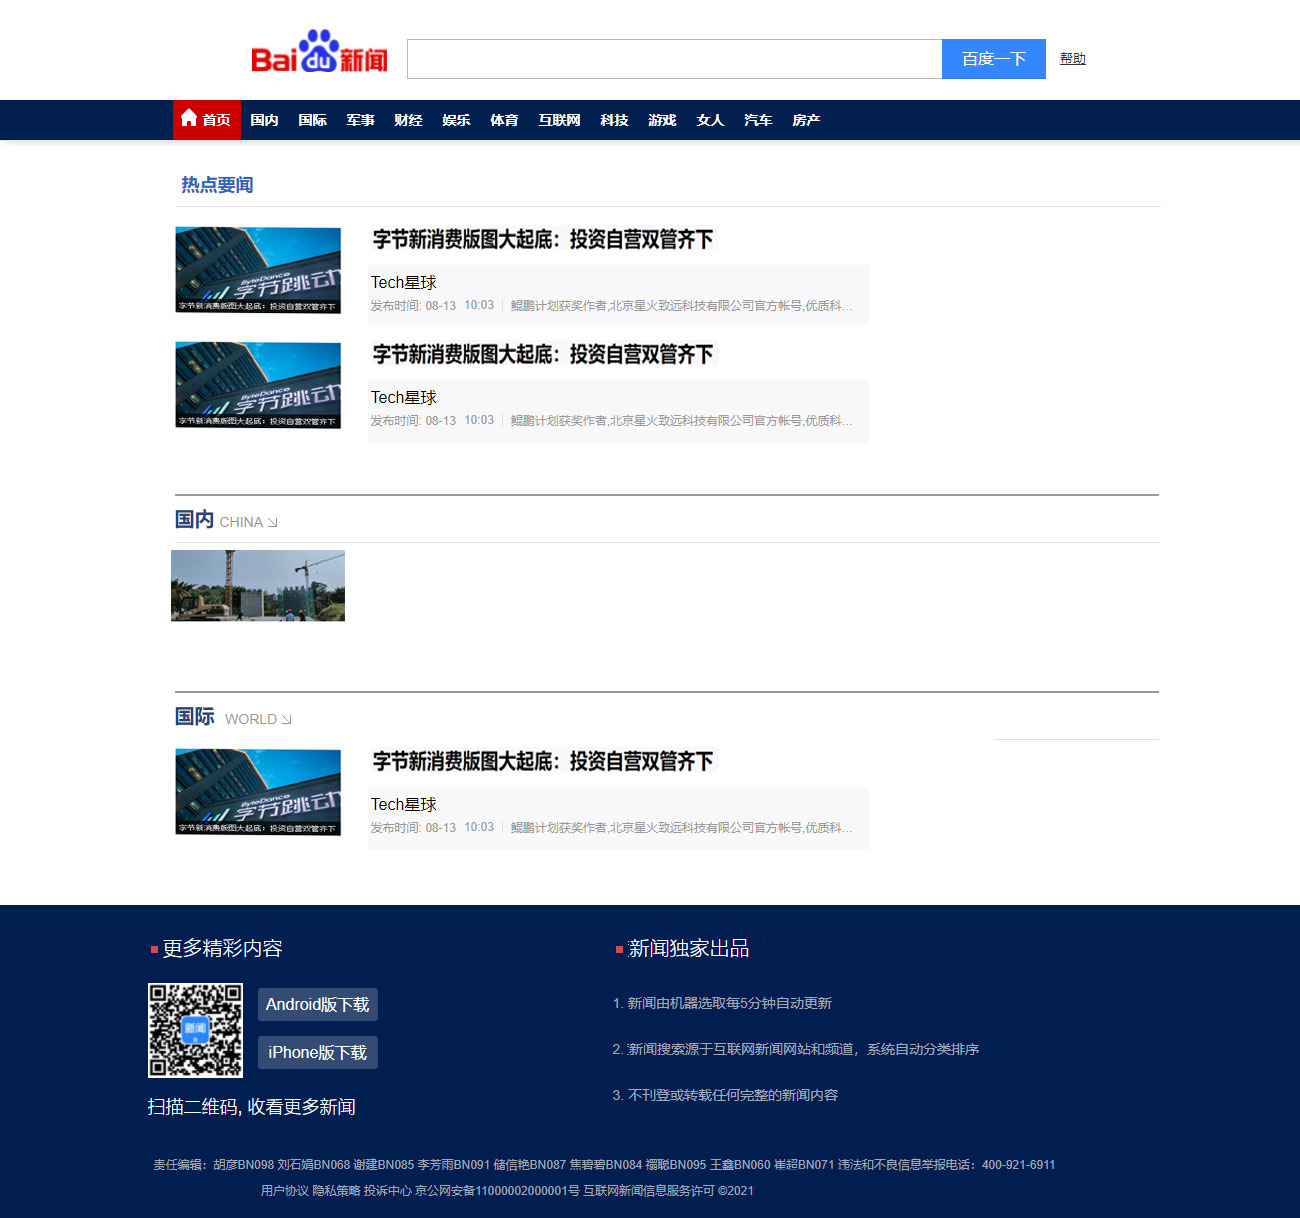 Bai du 新闻
百度一下 帮助
首页 国内 国际 军事 财经 娱乐 体育 互联网 科技 游戏 女人 汽车 房产
热点要闻
字节新消费版图大起底：投资自营双管齐下
ByteDance
字节跳动
字节新消费版图大起底：投资自营双管齐下
Tech星球
发布时间: 08-13 10:03 鲲鹏计划获奖作者,北京星火致远科技有限公司官方帐号,优质科...
字节新消费版图大起底：投资自营双管齐下
ByteDance
字节跳动
字节新消费版图大起底：投资自营双管齐下
Tech星球
发布时间: 08-13 10:03 鲲鹏计划获奖作者,北京星火致远科技有限公司官方帐号,优质科...
国内 CHINA
国际 WORLD
字节新消费版图大起底：投资自营双管齐下
ByteDance
字节跳动
字节新消费版图大起底：投资自营双管齐下
Tech星球
发布时间: 08-13 10:03 鲲鹏计划获奖作者,北京星火致远科技有限公司官方帐号,优质科...
更多精彩内容
新闻
Android版下载
iPhone版下载
扫描二维码, 收看更多新闻
新闻独家出品
1. 新闻由机器选取每5分钟自动更新
2. 新闻搜索源于互联网新闻网站和频道，系统自动分类排序
3. 不刊登或转载任何完整的新闻内容
责任编辑：胡彦BN098 刘石娟BN068 谢建BN085 李芳雨BN091 储信艳BN087 焦碧碧BN084 禤聪BN095 王鑫BN060 崔超BN071 违法和不良信息举报电话：400-921-6911
用户协议 隐私策略 投诉中心 京公网安备11000002000001号 互联网新闻信息服务许可 ©2021